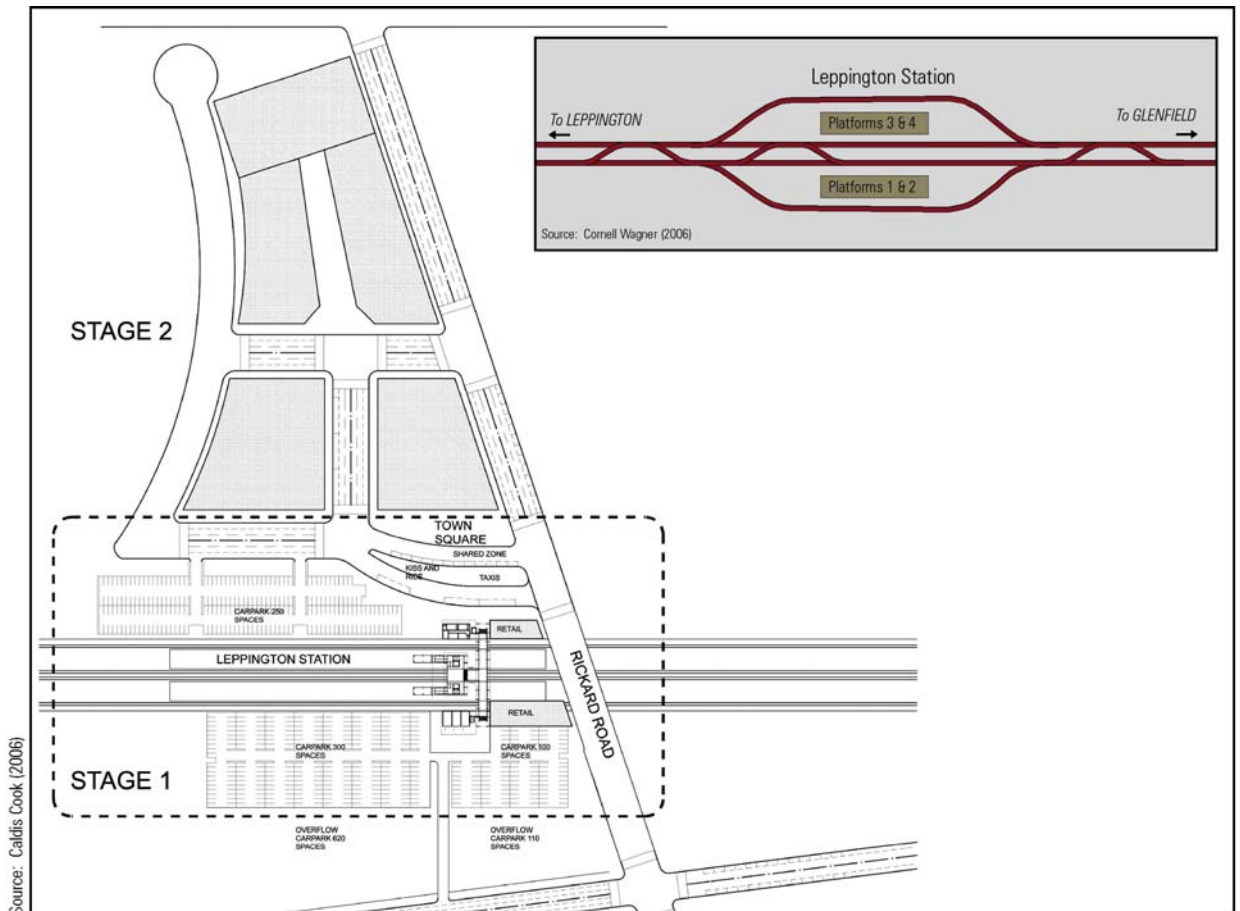 Leppington Station
To LEPPINGTON
To GLENFIELD
Platforms 3 & 4
Platforms 1 & 2
Source: Cornell Wagner (2006)
STAGE 2
TOWN
SQUARE
SHARED ZONE
KISS AND
RIDE
TAXIS
CARPARK 250
SPACES
RETAIL
LEPPINGTON STATION
RICKARD ROAD
RETAIL
CARPARK 300
SPACES
CARPARK 100
SPACES
STAGE 1
OVERFLOW
CARPARK 620
SPACES
OVERFLOW
CARPARK 110
SPACES
Source: Caldis Cook (2006)